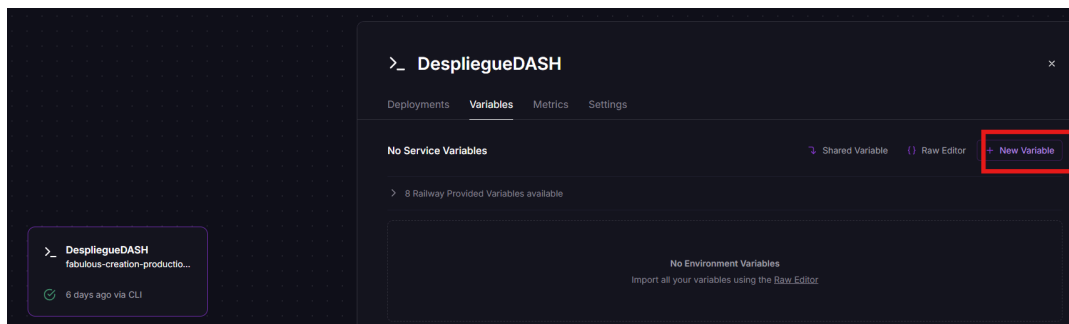 >_ DespliegueDASH
Deployments Variables Metrics Settings
No Service Variables
Shared Variable {} Raw Editor + New Variable
8 Railway Provided Variables available
No Environment Variables
Import all your variables using the Raw Editor
>_ DespliegueDASH
fabulous-creation-productio...
6 days ago via CLI